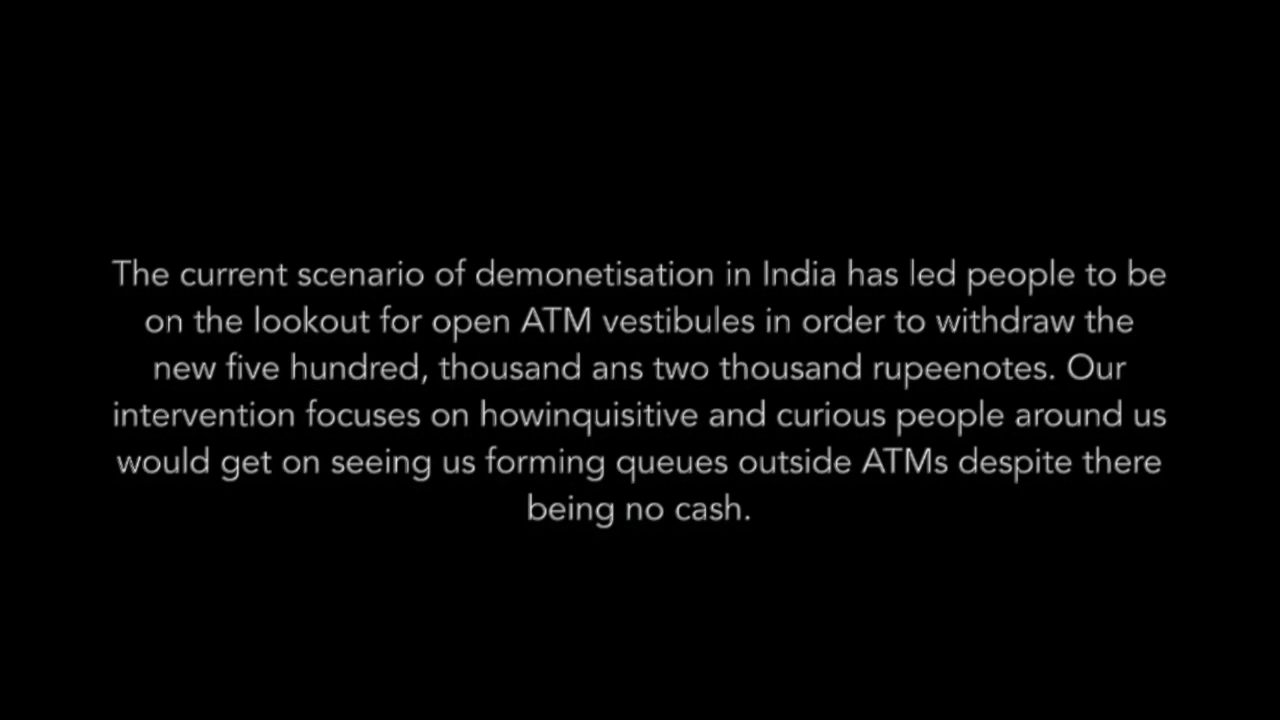 The current scenario of demonetisation in India has led people to be
on the lookout for open ATM vestibules in order to withdraw the
new five hundred, thousand ans two thousand rupeenotes. Our
intervention focuses on howinquisitive and curious people around us
would get on seeing us forming queues outside ATMs despite there
being no cash.